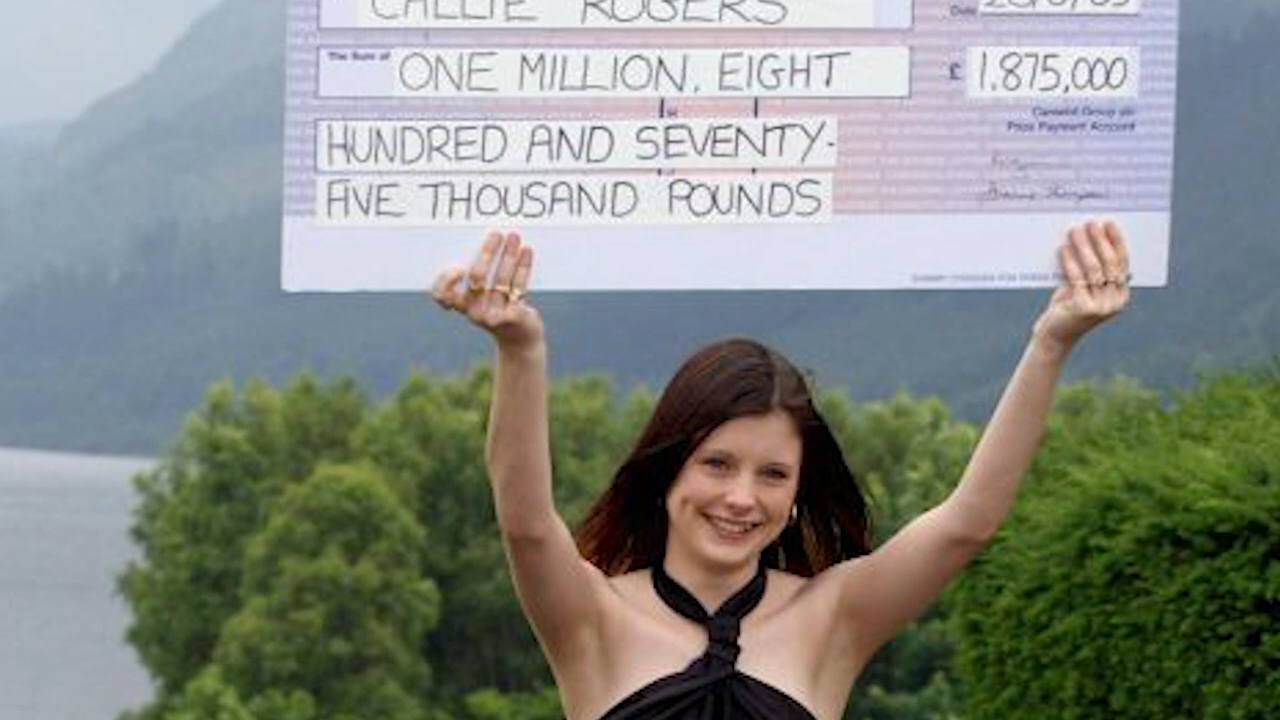 CALLIE ROGERS
Date
The Sum of ONE MILLION, EIGHT £ 1.875,000
HUNDRED AND SEVENTY-
Camelot Group plc
Prize Payment Account
FIVE THOUSAND POUNDS